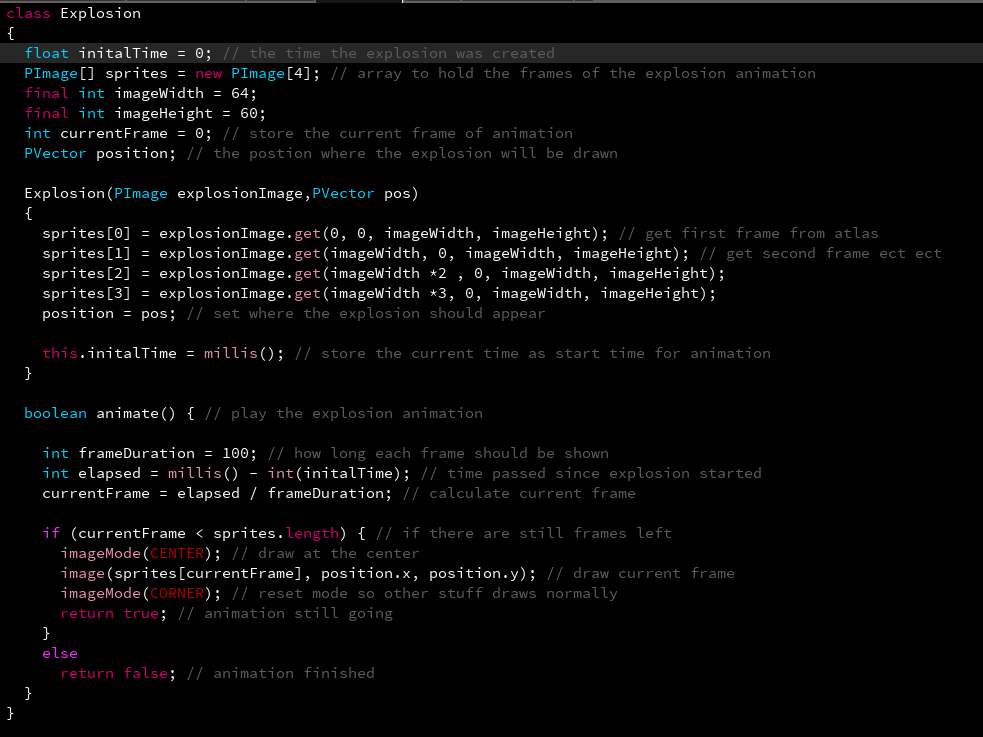 class Explosion
{
  float initalTime = 0; // the time the explosion was created
  PImage[] sprites = new PImage[4]; // array to hold the frames of the explosion animation
  final int imageWidth = 64;
  final int imageHeight = 60;
  int currentFrame = 0; // store the current frame of animation
  PVector position; // the postion where the explosion will be drawn

  Explosion(PImage explosionImage,PVector pos)
  {
    sprites[0] = explosionImage.get(0, 0, imageWidth, imageHeight); // get first frame from atlas
    sprites[1] = explosionImage.get(imageWidth, 0, imageWidth, imageHeight); // get second frame ect ect
    sprites[2] = explosionImage.get(imageWidth *2 , 0, imageWidth, imageHeight);
    sprites[3] = explosionImage.get(imageWidth *3, 0, imageWidth, imageHeight);
    position = pos; // set where the explosion should appear

    this.initalTime = millis(); // store the current time as start time for animation
  }

  boolean animate() { // play the explosion animation

    int frameDuration = 100; // how long each frame should be shown
    int elapsed = millis() - int(initalTime); // time passed since explosion started
    currentFrame = elapsed / frameDuration; // calculate current frame

    if (currentFrame < sprites.length) { // if there are still frames left
      imageMode(CENTER); // draw at the center
      image(sprites[currentFrame], position.x, position.y); // draw current frame
      imageMode(CORNER); // reset mode so other stuff draws normally
      return true; // animation still going
    }
    else
      return false; // animation finished
  }
}